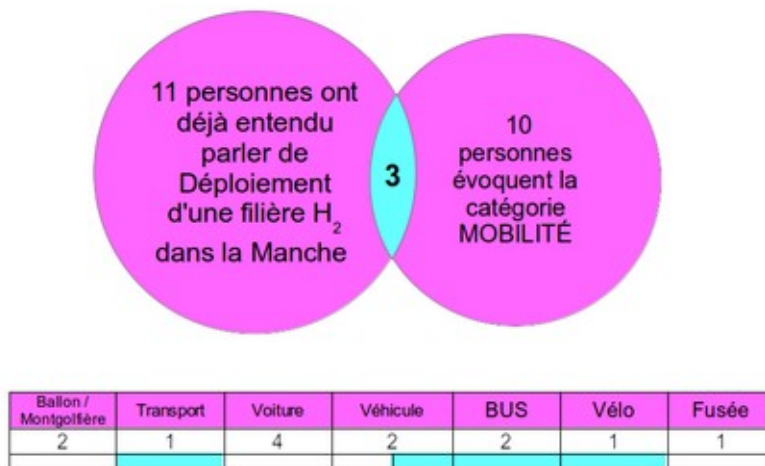 11 personnes ont
déjà entendu
parler de
Déploiement
d'une filière H₂
dans la Manche
3
10
personnes
évoquent la
catégorie
MOBILITÉ
Ballon / Montgolfière Transport Voiture Véhicule BUS Vélo Fusée
2 1 4 2 2 1 1